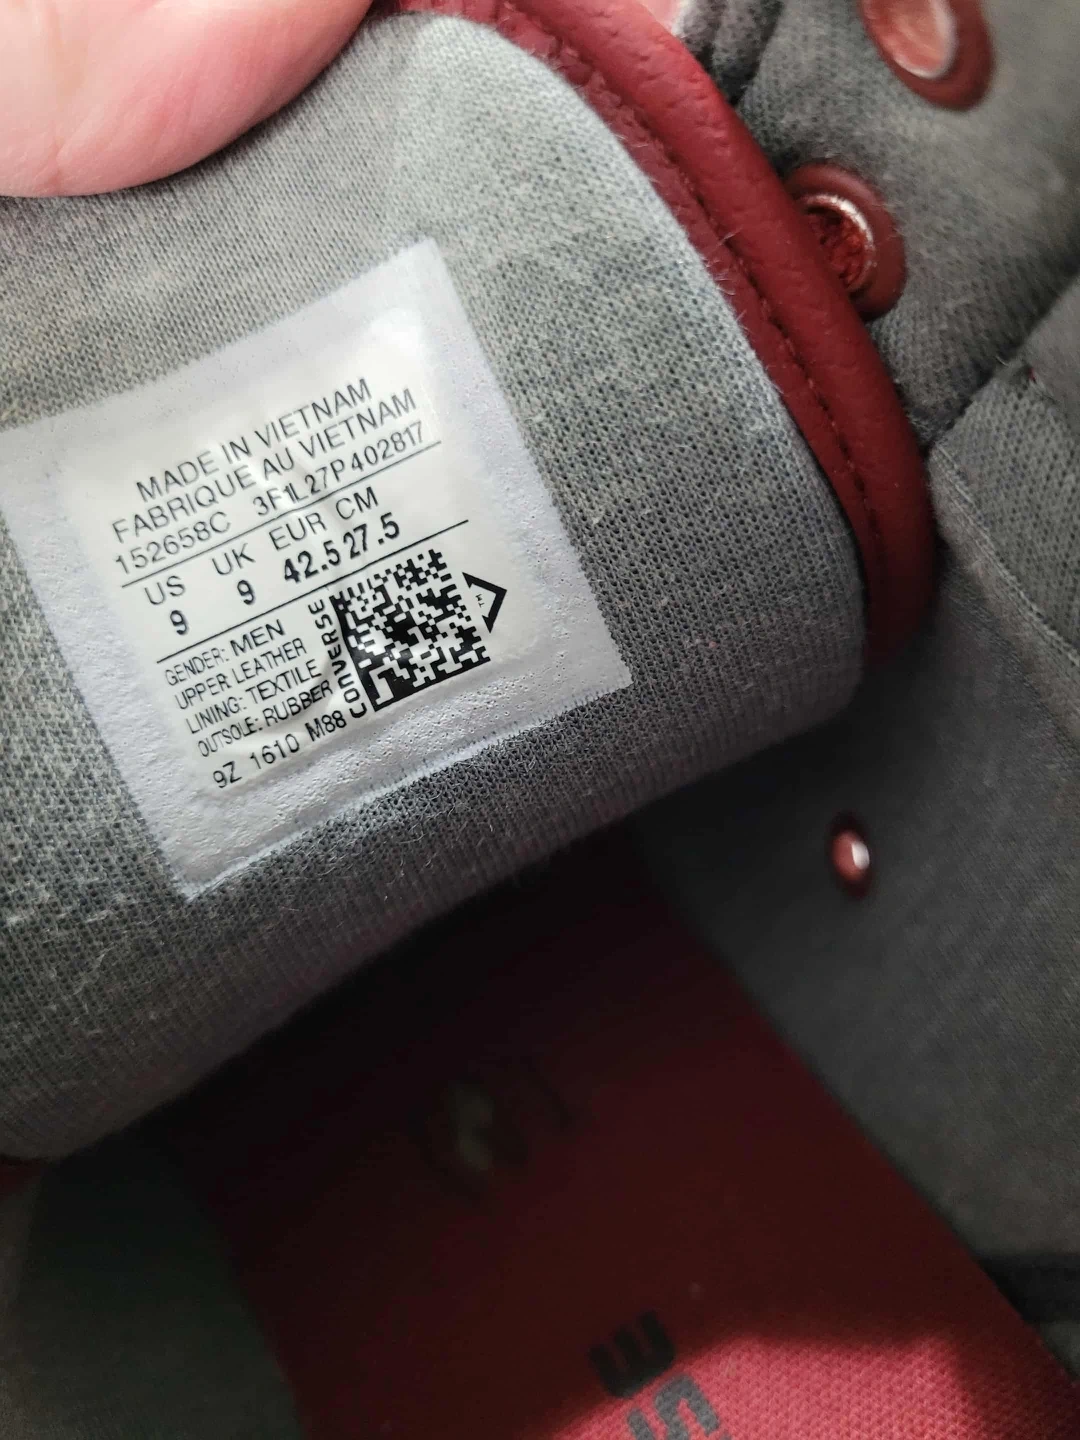 MADE IN VIETNAM
FABRIQUE AU VIETNAM
152658C 3F1L27P402817
US UK EUR CM
9 9 42.5 27.5
GENDER: MEN
UPPER LEATHER
LINING: TEXTILE
OUTSOLE: RUBBER
9Z 1610 M88
CONVERSE